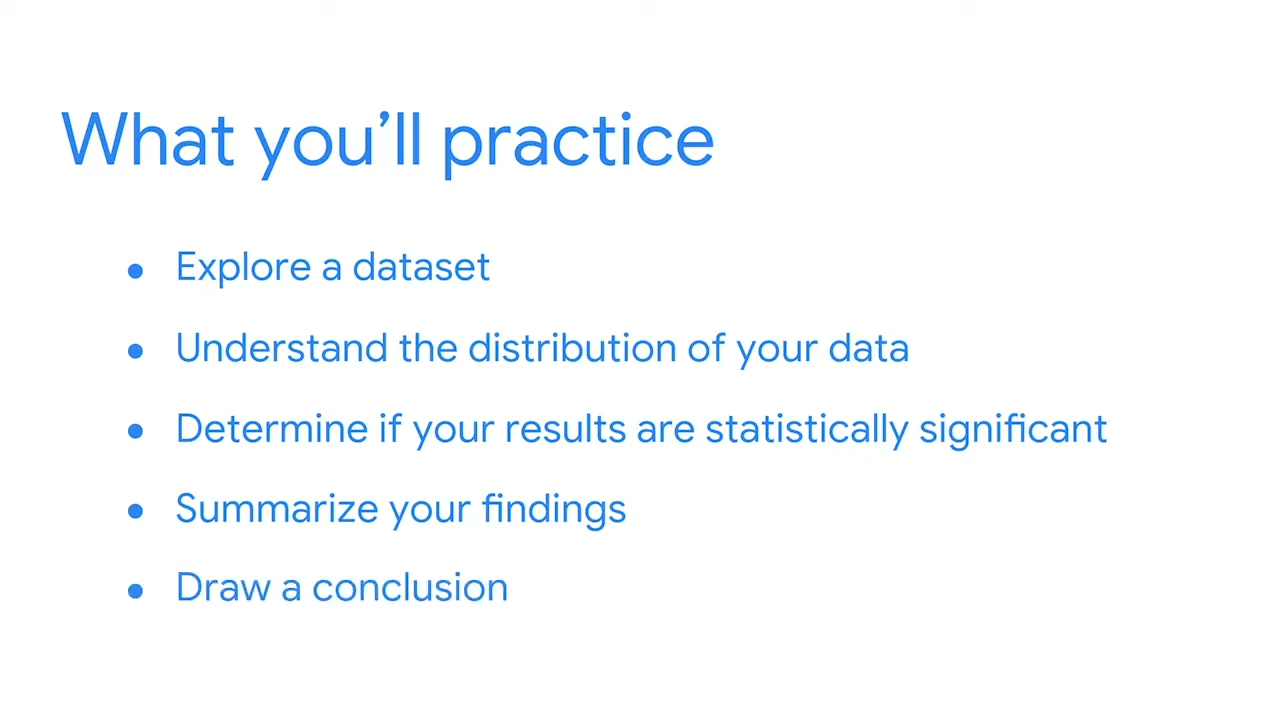 What you’ll practice
● Explore a dataset
● Understand the distribution of your data
● Determine if your results are statistically significant
● Summarize your findings
● Draw a conclusion